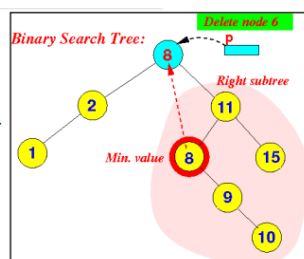 Delete node 6
Binary Search Tree:
p
8
Right subtree
2
11
1
Min. value
8
15
9
10